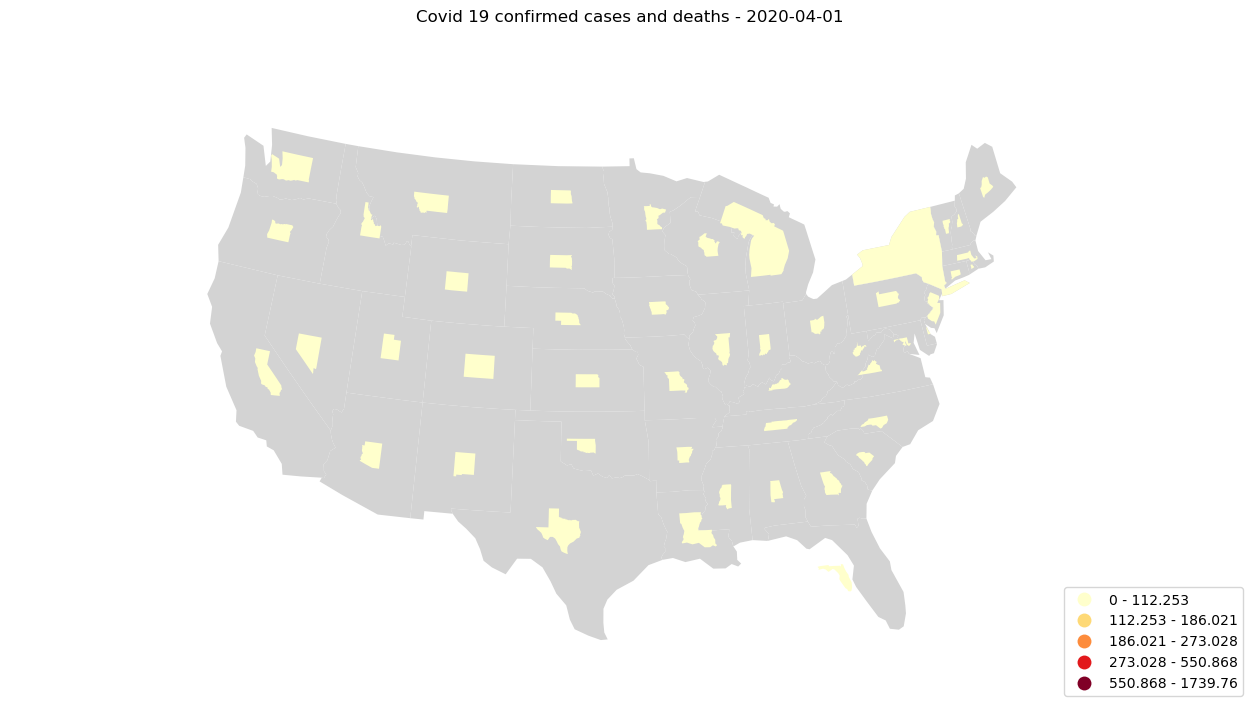 Covid 19 confirmed cases and deaths - 2020-04-01
0 - 112.253
112.253 - 186.021
186.021 - 273.028
273.028 - 550.868
550.868 - 1739.76